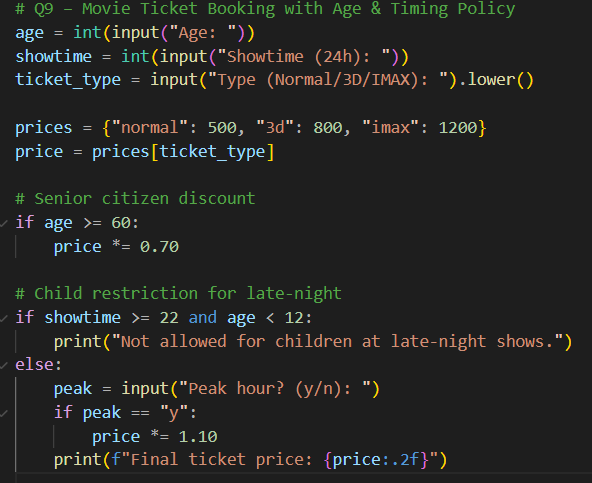 # Q9 – Movie Ticket Booking with Age & Timing Policy
age = int(input("Age: "))
showtime = int(input("Showtime (24h): "))
ticket_type = input("Type (Normal/3D/IMAX): ").lower()

prices = {"normal": 500, "3d": 800, "imax": 1200}
price = prices[ticket_type]

# Senior citizen discount
if age >= 60:
    price *= 0.70

# Child restriction for late-night
if showtime >= 22 and age < 12:
    print("Not allowed for children at late-night shows.")
else:
    peak = input("Peak hour? (y/n): ")
    if peak == "y":
        price *= 1.10
    print(f"Final ticket price: {price:.2f}")